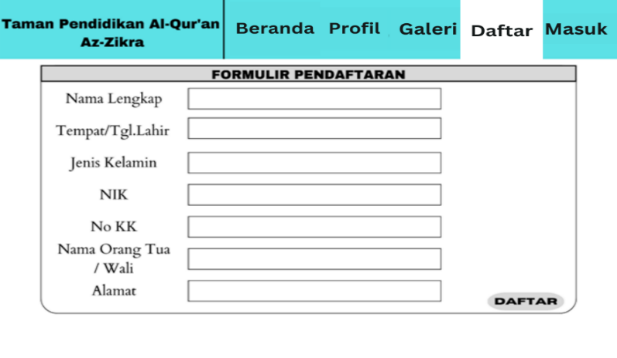 Taman Pendidikan Al-Qur'an
Az-Zikra
Beranda Profil Galeri Daftar Masuk
FORMULIR PENDAFTARAN
Nama Lengkap
Tempat/Tgl.Lahir
Jenis Kelamin
NIK
No KK
Nama Orang Tua
/ Wali
Alamat
DAFTAR